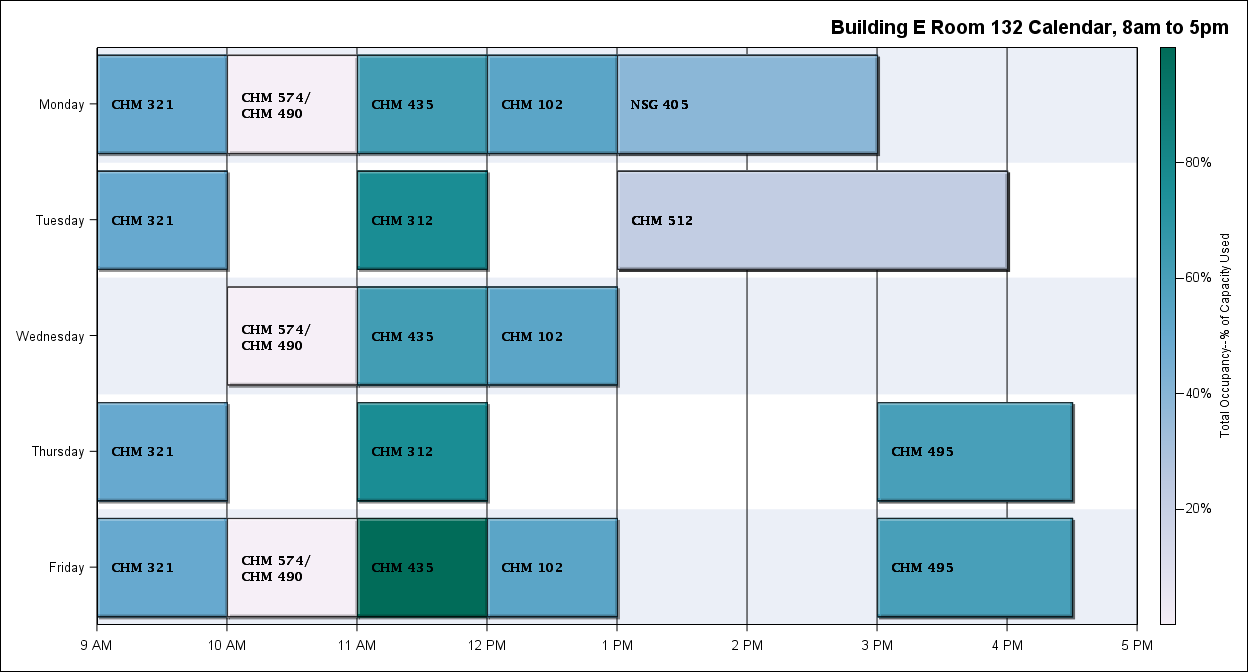 Building E Room 132 Calendar, 8am to 5pm
Monday
CHM 321
CHM 574/
CHM 490
CHM 435
CHM 102
NSG 405
Tuesday
CHM 321
CHM 312
CHM 512
Wednesday
CHM 574/
CHM 490
CHM 435
CHM 102
Thursday
CHM 321
CHM 312
CHM 495
Friday
CHM 321
CHM 574/
CHM 490
CHM 435
CHM 102
CHM 495
9 AM
10 AM
11 AM
12 PM
1 PM
2 PM
3 PM
4 PM
5 PM
80%
60%
40%
20%
Total Occupancy--% of Capacity Used